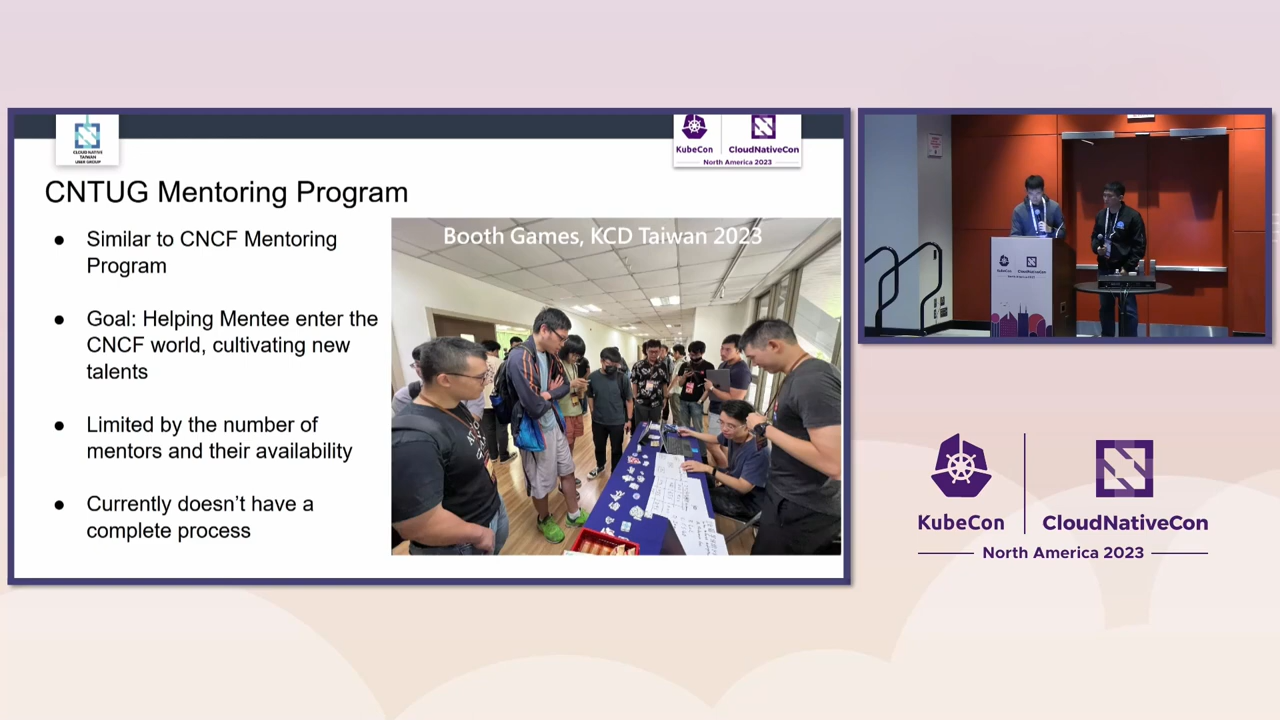 CLOUD NATIVE
TAIWAN
USER GROUP
KubeCon
CloudNativeCon
North America 2023
CNTUG Mentoring Program
● Similar to CNCF Mentoring
Program
● Goal: Helping Mentee enter the
CNCF world, cultivating new
talents
● Limited by the number of
mentors and their availability
● Currently doesn’t have a
complete process
Booth Games, KCD Taiwan 2023
KubeCon
CloudNativeCon
North America 2023